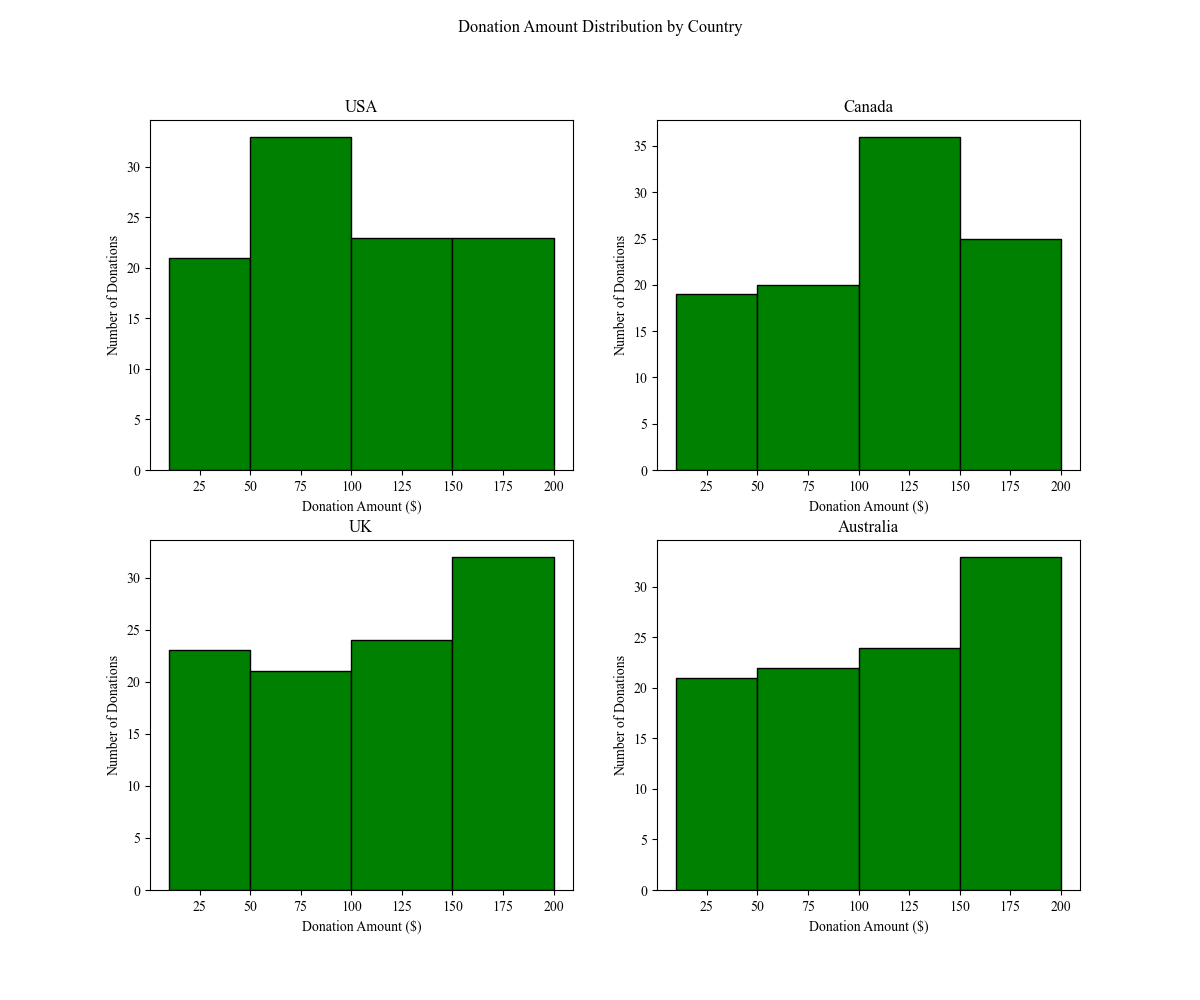 Donation Amount Distribution by Country
USA
Number of Donations
30
25
20
15
10
5
0
25 50 75 100 125 150 175 200
Donation Amount ($)
Canada
Number of Donations
35
30
25
20
15
10
5
0
25 50 75 100 125 150 175 200
Donation Amount ($)
UK
Number of Donations
30
25
20
15
10
5
0
25 50 75 100 125 150 175 200
Donation Amount ($)
Australia
Number of Donations
30
25
20
15
10
5
0
25 50 75 100 125 150 175 200
Donation Amount ($)